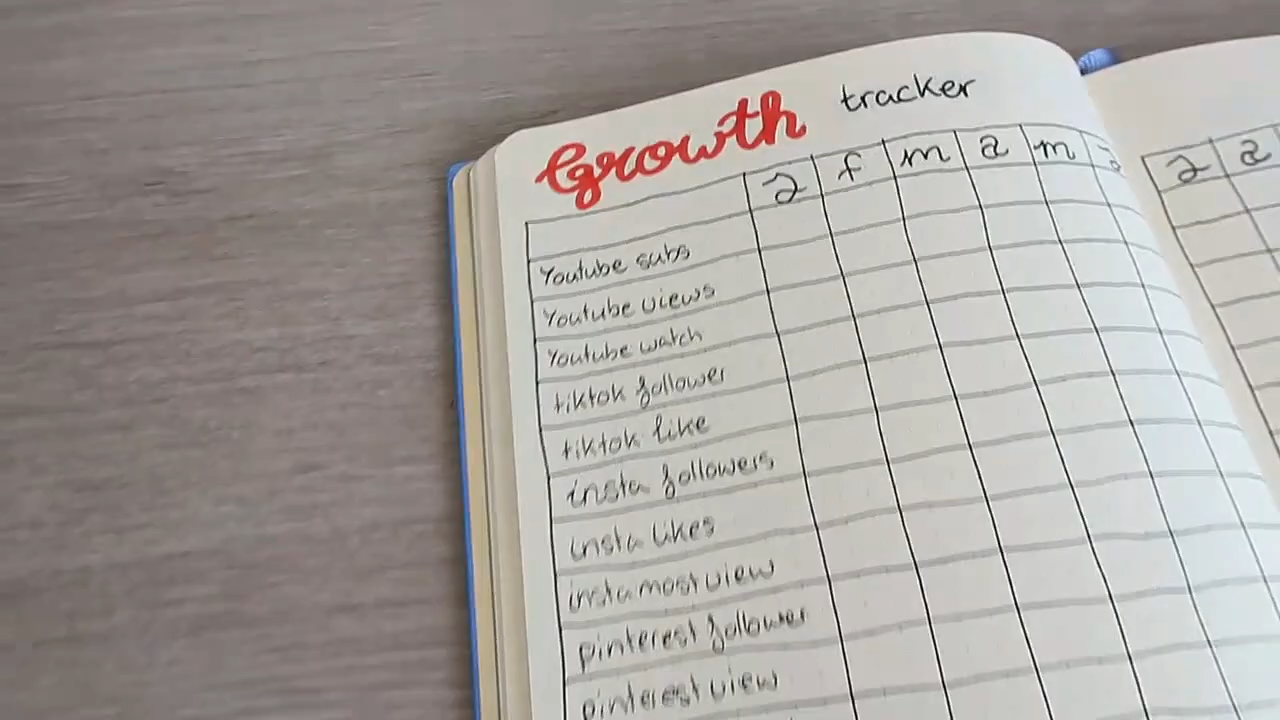 Growth tracker
J f m a m J J a
Youtube subs
Youtube views
Youtube watch
tiktok follower
tiktok like
insta followers
insta likes
insta most view
pinterest follower
pinterest view